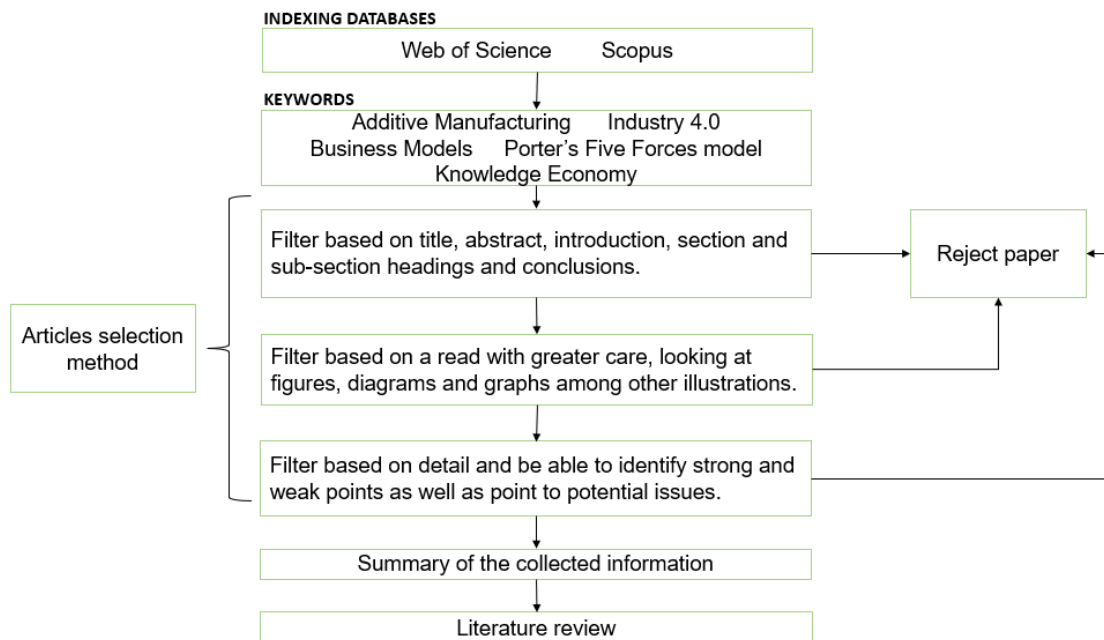 INDEXING DATABASES
Web of Science Scopus
KEYWORDS
Additive Manufacturing Industry 4.0
Business Models Porter's Five Forces model
Knowledge Economy
Filter based on title, abstract, introduction, section and
sub-section headings and conclusions.
Reject paper
Articles selection
method
Filter based on a read with greater care, looking at
figures, diagrams and graphs among other illustrations.
Filter based on detail and be able to identify strong and
weak points as well as point to potential issues.
Summary of the collected information
Literature review